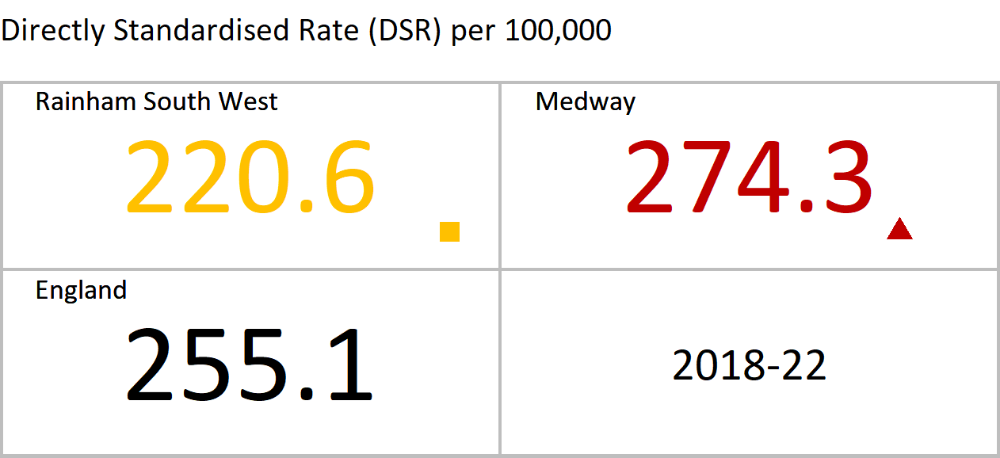 Directly Standardised Rate (DSR) per 100,000
Rainham South West
220.6
Medway
274.3
England
255.1
2018-22